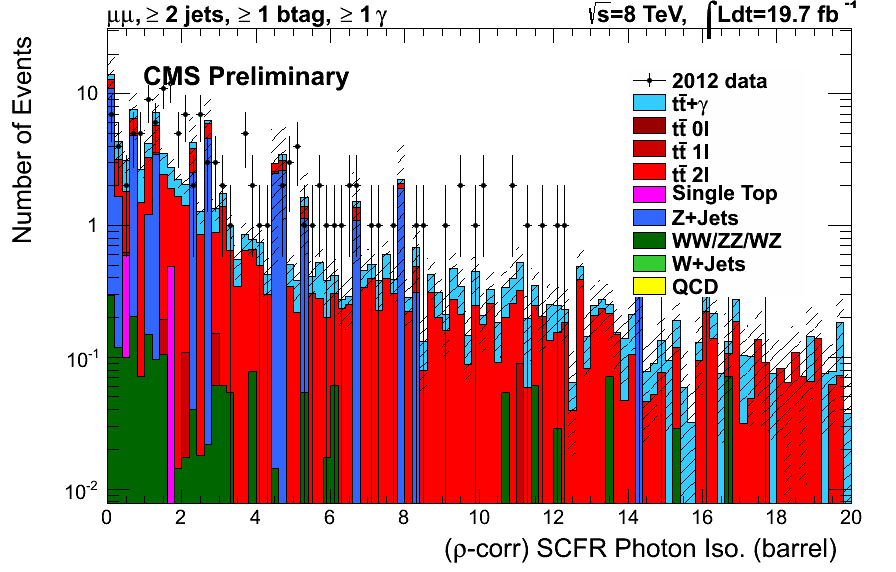 μμ, ≥ 2 jets, ≥ 1 btag, ≥ 1 γ
√s=8 TeV, ∫Ldt=19.7 fb⁻¹
CMS Preliminary
Number of Events
10
1
10⁻¹
10⁻²
2012 data
tt̄+γ
tt̄ 0l
tt̄ 1l
tt̄ 2l
Single Top
Z+Jets
WW/ZZ/WZ
W+Jets
QCD
0 2 4 6 8 10 12 14 16 18 20
(ρ-corr) SCFR Photon Iso. (barrel)